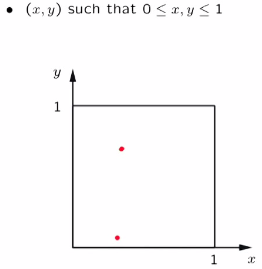 • (x, y) such that 0 ≤ x, y ≤ 1
y
1
1
x